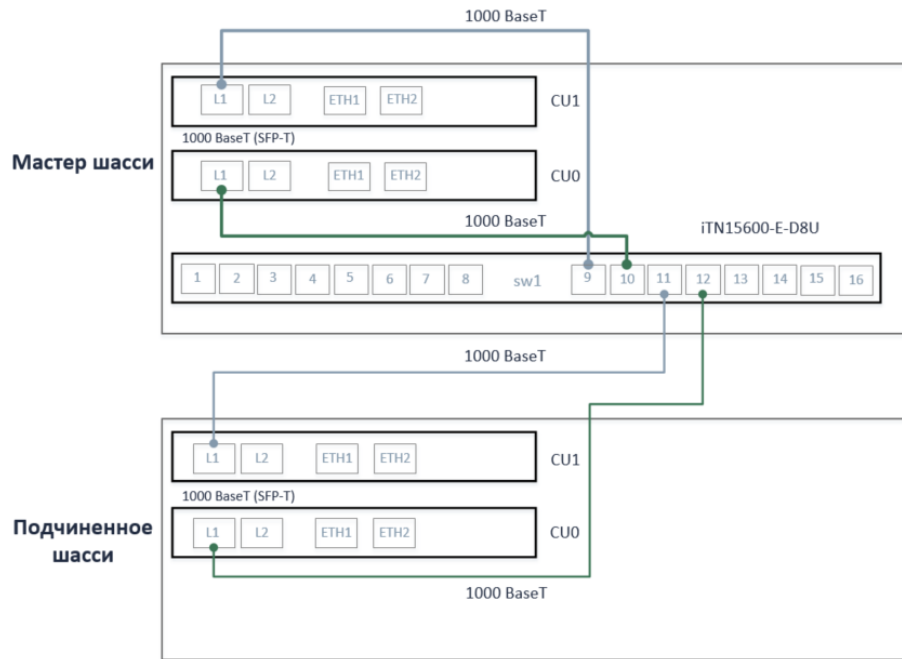 1000 BaseT
L1 L2 ETH1 ETH2 CU1
1000 BaseT (SFP-T)
Мастер шасси
L1 L2 ETH1 ETH2 CU0
1000 BaseT
iTN15600-E-D8U
1 2 3 4 5 6 7 8 sw1 9 10 11 12 13 14 15 16
1000 BaseT
L1 L2 ETH1 ETH2 CU1
1000 BaseT (SFP-T)
Подчиненное
шасси
L1 L2 ETH1 ETH2 CU0
1000 BaseT